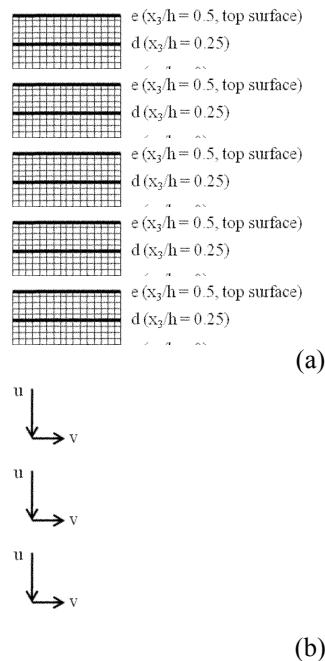 e (x₃/h = 0.5, top surface)
d (x₃/h = 0.25)
e (x₃/h = 0.5, top surface)
d (x₃/h = 0.25)
e (x₃/h = 0.5, top surface)
d (x₃/h = 0.25)
e (x₃/h = 0.5, top surface)
d (x₃/h = 0.25)
e (x₃/h = 0.5, top surface)
d (x₃/h = 0.25)
(a)
u
v
u
v
u
v
(b)